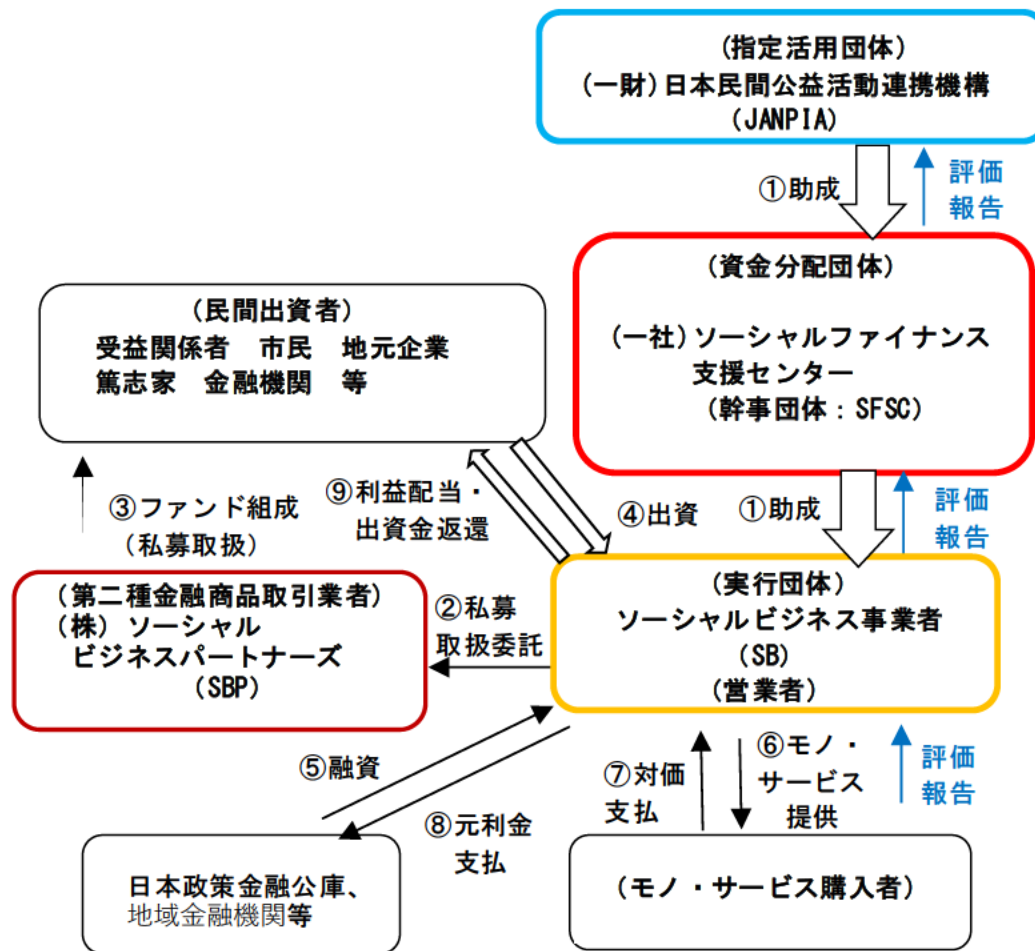 (指定活用団体)
(一財)日本民間公益活動連携機構
(JANPIA)
①助成
評価
報告
(資金分配団体)
(一社)ソーシャルファイナンス
支援センター
(幹事団体:SFSC)
(民間出資者)
受益関係者 市民 地元企業
篤志家 金融機関 等
③ファンド組成
(私募取扱)
⑨利益配当・
出資金返還
④出資
①助成
評価
報告
(第二種金融商品取引業者)
(株)ソーシャル
ビジネスパートナーズ
(SBP)
②私募
取扱委託
(実行団体)
ソーシャルビジネス事業者
(SB)
(営業者)
⑤融資
⑧元利金
支払
⑦対価
支払
⑥モノ・
サービス
提供
評価
報告
日本政策金融公庫、
地域金融機関等
(モノ・サービス購入者)